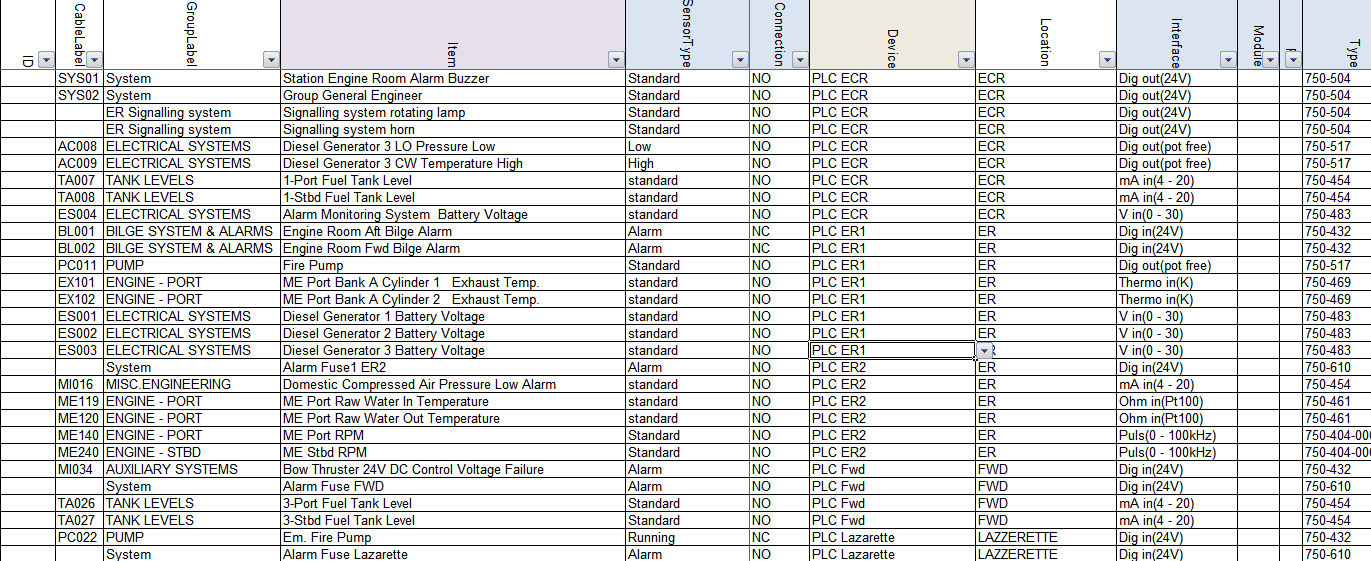 ID CableLabel GroupLabel Item SensorType Connection Device Location Interface Module Type
SYS01 System Station Engine Room Alarm Buzzer Standard NO PLC ECR ECR Dig out(24V) 750-504
SYS02 System Group General Engineer Standard NO PLC ECR ECR Dig out(24V) 750-504
ER Signalling system Signalling system rotating lamp Standard NO PLC ECR ECR Dig out(24V) 750-504
ER Signalling system Signalling system horn Standard NO PLC ECR ECR Dig out(24V) 750-504
AC008 ELECTRICAL SYSTEMS Diesel Generator 3 LO Pressure Low Low NO PLC ECR ECR Dig out(pot free) 750-517
AC009 ELECTRICAL SYSTEMS Diesel Generator 3 CW Temperature High High NO PLC ECR ECR Dig out(pot free) 750-517
TA007 TANK LEVELS 1-Port Fuel Tank Level standard NO PLC ECR ECR mA in(4 - 20) 750-454
TA008 TANK LEVELS 1-Stbd Fuel Tank Level standard NO PLC ECR ECR mA in(4 - 20) 750-454
ES004 ELECTRICAL SYSTEMS Alarm Monitoring System Battery Voltage standard NO PLC ECR ECR V in(0 - 30) 750-483
BL001 BILGE SYSTEM & ALARMS Engine Room Aft Bilge Alarm Alarm NC PLC ER1 ER Dig in(24V) 750-432
BL002 BILGE SYSTEM & ALARMS Engine Room Fwd Bilge Alarm Alarm NC PLC ER1 ER Dig in(24V) 750-432
PC011 PUMP Fire Pump Standard NO PLC ER1 ER Dig out(pot free) 750-517
EX101 ENGINE - PORT ME Port Bank A Cylinder 1 Exhaust Temp. standard NO PLC ER1 ER Thermo in(K) 750-469
EX102 ENGINE - PORT ME Port Bank A Cylinder 2 Exhaust Temp. standard NO PLC ER1 ER Thermo in(K) 750-469
ES001 ELECTRICAL SYSTEMS Diesel Generator 1 Battery Voltage standard NO PLC ER1 ER V in(0 - 30) 750-483
ES002 ELECTRICAL SYSTEMS Diesel Generator 2 Battery Voltage standard NO PLC ER1 ER V in(0 - 30) 750-483
ES003 ELECTRICAL SYSTEMS Diesel Generator 3 Battery Voltage standard NO PLC ER1 V in(0 - 30) 750-483
System Alarm Fuse1 ER2 Alarm NO PLC ER2 ER Dig in(24V) 750-610
MI016 MISC.ENGINEERING Domestic Compressed Air Pressure Low Alarm standard NO PLC ER2 ER mA in(4 - 20) 750-454
ME119 ENGINE - PORT ME Port Raw Water In Temperature standard NO PLC ER2 ER Ohm in(Pt100) 750-461
ME120 ENGINE - PORT ME Port Raw Water Out Temperature standard NO PLC ER2 ER Ohm in(Pt100) 750-461
ME140 ENGINE - PORT ME Port RPM Standard NO PLC ER2 ER Puls(0 - 100kHz) 750-404-00
ME240 ENGINE - STBD ME Stbd RPM Standard NO PLC ER2 ER Puls(0 - 100kHz) 750-404-00
MI034 AUXILIARY SYSTEMS Bow Thruster 24V DC Control Voltage Failure Alarm NC PLC Fwd FWD Dig in(24V) 750-432
System Alarm Fuse FWD Alarm NO PLC Fwd FWD Dig in(24V) 750-610
TA026 TANK LEVELS 3-Port Fuel Tank Level Standard NO PLC Fwd FWD mA in(4 - 20) 750-454
TA027 TANK LEVELS 3-Stbd Fuel Tank Level Standard NO PLC Fwd FWD mA in(4 - 20) 750-454
PC022 PUMP Em. Fire Pump Running NC PLC Lazarette LAZZERETTE Dig in(24V) 750-432
System Alarm Fuse Lazarette Alarm NO PLC Lazarette LAZZERETTE Dig in(24V) 750-610